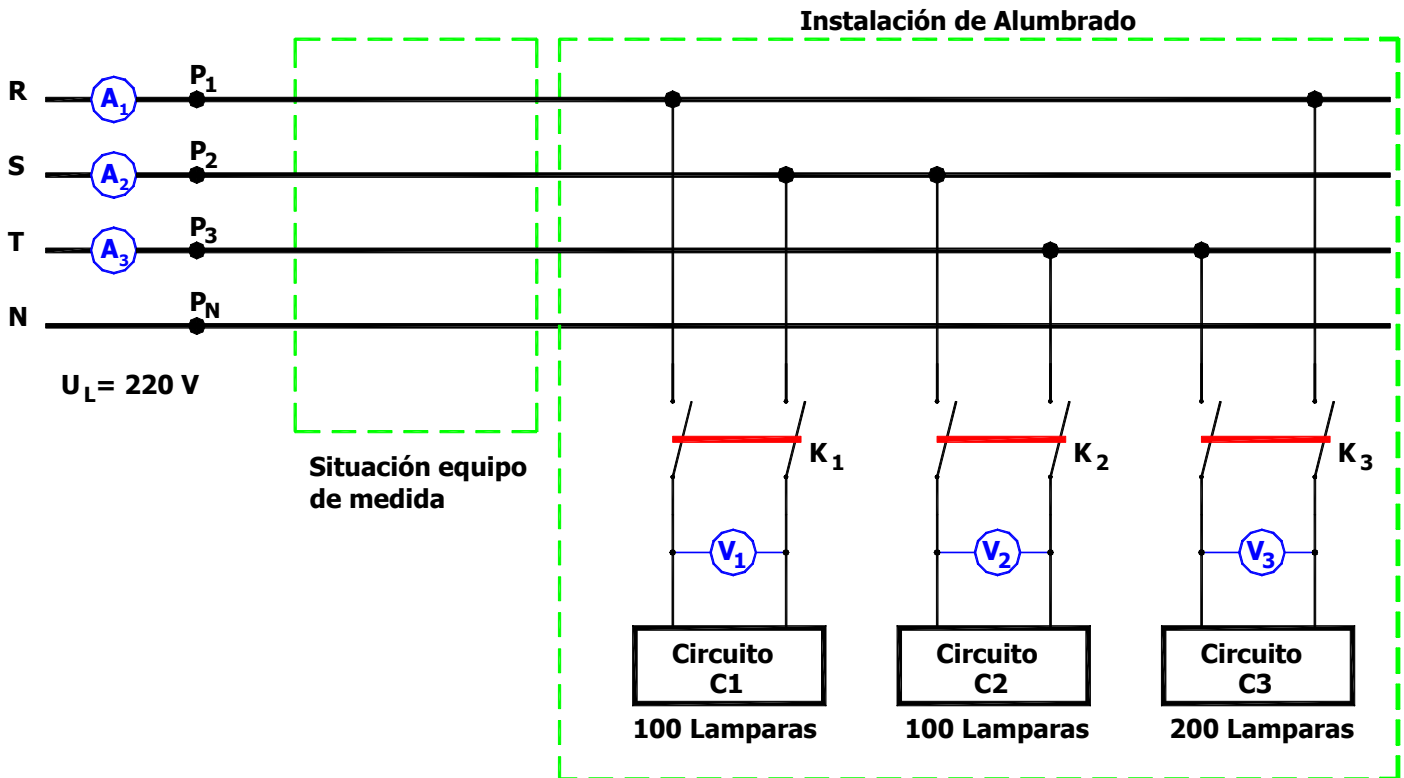 Instalación de Alumbrado
R A1 P1
S A2 P2
T A3 P3
N PN
UL= 220 V
Situación equipo
de medida
K1 K2 K3
V1 V2 V3
Circuito
C1
100 Lamparas
Circuito
C2
100 Lamparas
Circuito
C3
200 Lamparas